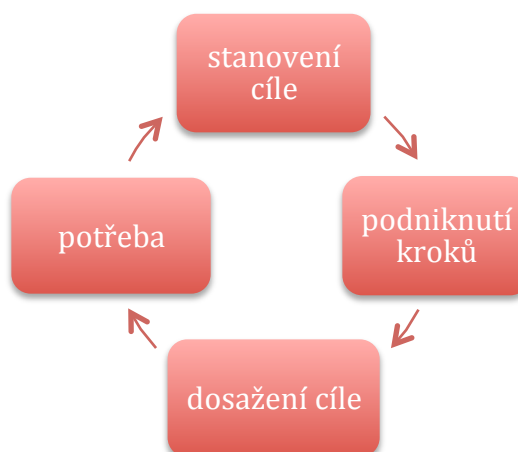 stanovení
cíle
podniknutí
kroků
potřeba
dosažení cíle